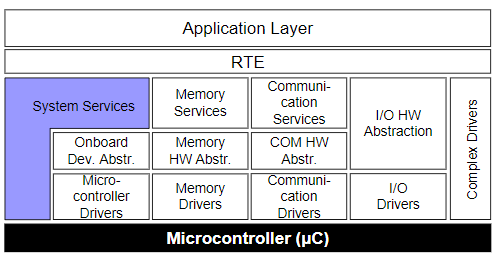 Application Layer
RTE
System Services
Memory
Services
Communi-
cation
Services
I/O HW
Abstraction
Complex Drivers
Onboard
Dev. Abstr.
Memory
HW Abstr.
COM HW
Abstr.
Micro-
controller
Drivers
Memory
Drivers
Communi-
cation
Drivers
I/O
Drivers
Microcontroller (µC)